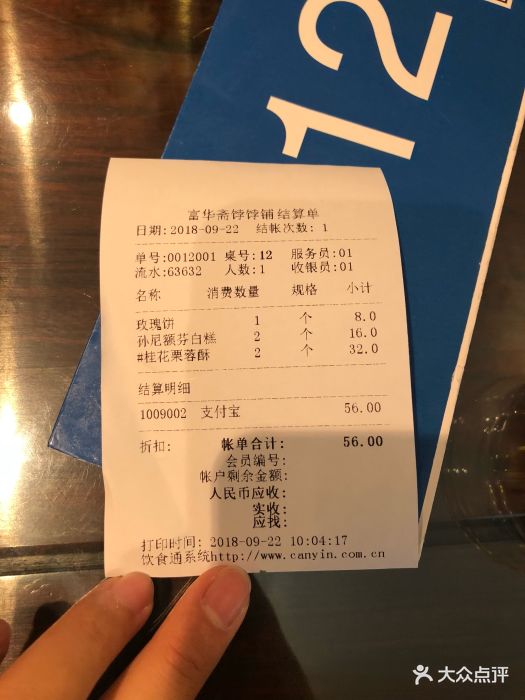 12
富华斋饽饽铺结算单
日期:2018-09-22 结帐次数: 1
单号:0012001 桌号:12 服务员:01
流水:63632 人数:1 收银员:01
名称 消费数量 规格 小计
玫瑰饼 1 个 8.0
孙尼额芬白糕 2 个 16.0
#桂花栗蓉酥 2 个 32.0
结算明细
1009002 支付宝 56.00
折扣: 帐单合计: 56.00
会员编号:
帐户剩余金额:
人民币应收:
实收:
应找:
打印时间: 2018-09-22 10:04:17
饮食通系统http://www.canyin.com.cn
大众点评